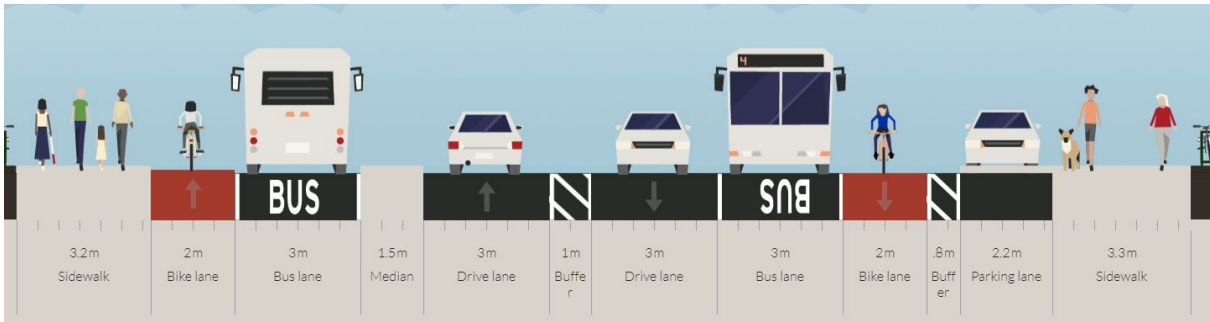 4
BUS
BUS
3.2m
Sidewalk
2m
Bike lane
3m
Bus lane
1.5m
Median
3m
Drive lane
1m
Buffe
r
3m
Drive lane
3m
Bus lane
2m
Bike lane
.8m
Buff
er
2.2m
Parking lane
3.3m
Sidewalk